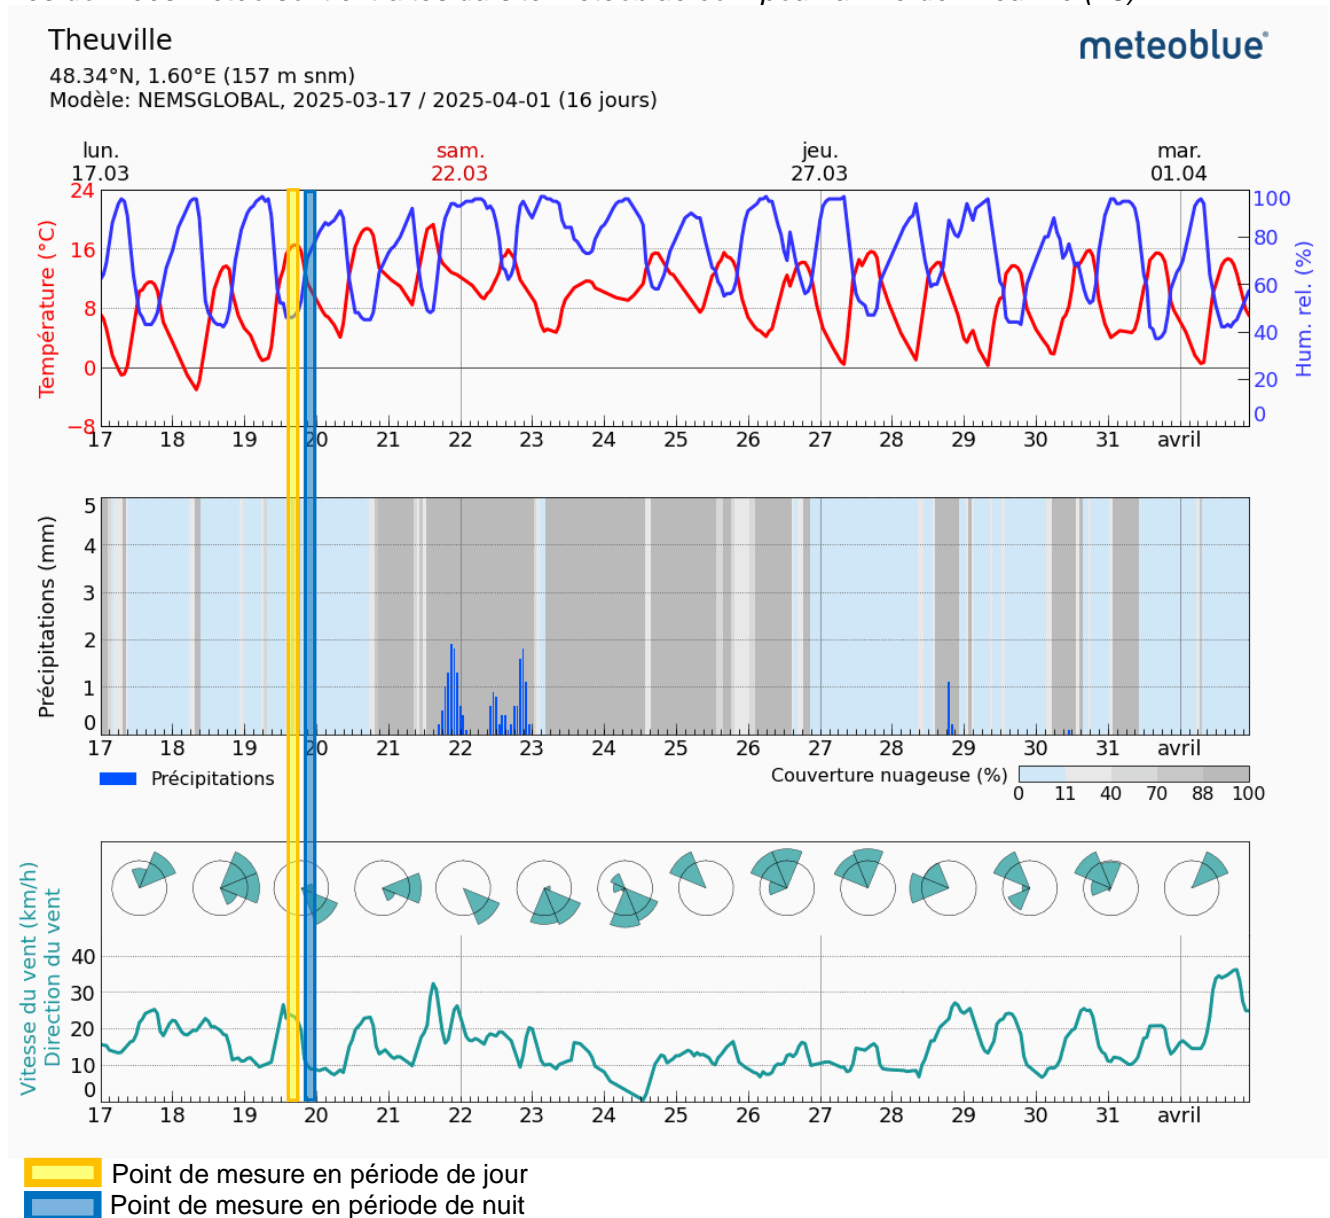 Theuville
meteoblue
48.34°N, 1.60°E (157 m snm)
Modèle: NEMSGLOBAL, 2025-03-17 / 2025-04-01 (16 jours)
lun. sam. jeu. mar.
17.03 22.03 27.03 01.04
Température (°C)
24
16
8
0
−8
Hum. rel. (%)
100
80
60
40
20
0
17 18 19 20 21 22 23 24 25 26 27 28 29 30 31 avril
Précipitations (mm)
5
4
3
2
1
0
17 18 19 20 21 22 23 24 25 26 27 28 29 30 31 avril
Précipitations
Couverture nuageuse (%)
0 11 40 70 88 100
Vitesse du vent (km/h)
Direction du vent
40
30
20
10
0
17 18 19 20 21 22 23 24 25 26 27 28 29 30 31 avril
Point de mesure en période de jour
Point de mesure en période de nuit